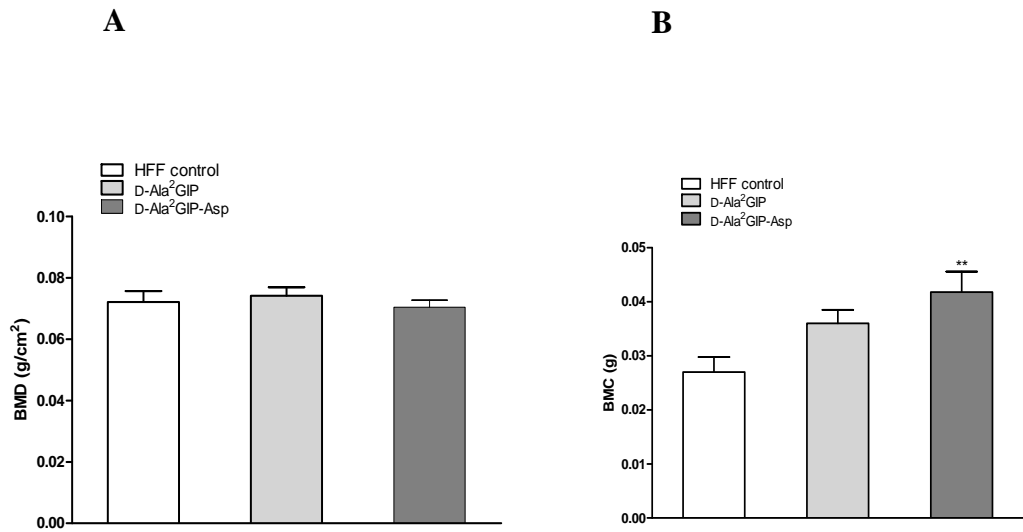 A
B
HFF control
D-Ala²GIP
D-Ala²GIP-Asp
0.10
0.08
0.06
0.04
0.02
0.00
BMD (g/cm²)
HFF control
D-Ala²GIP
D-Ala²GIP-Asp
0.05
0.04
0.03
0.02
0.01
0.00
BMC (g)
**